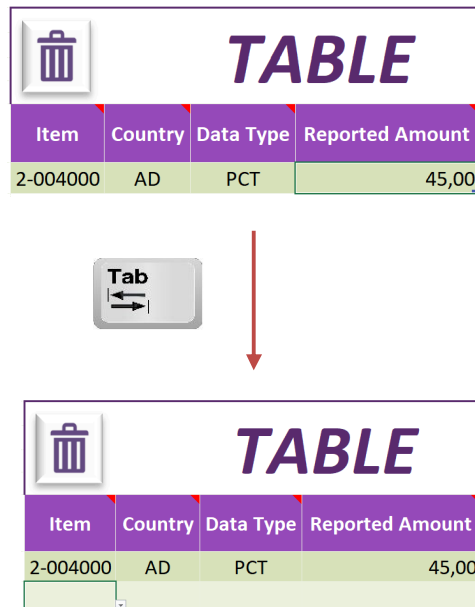 TABLE
Item Country Data Type Reported Amount
2-004000 AD PCT 45,00
Tab
TABLE
Item Country Data Type Reported Amount
2-004000 AD PCT 45,00